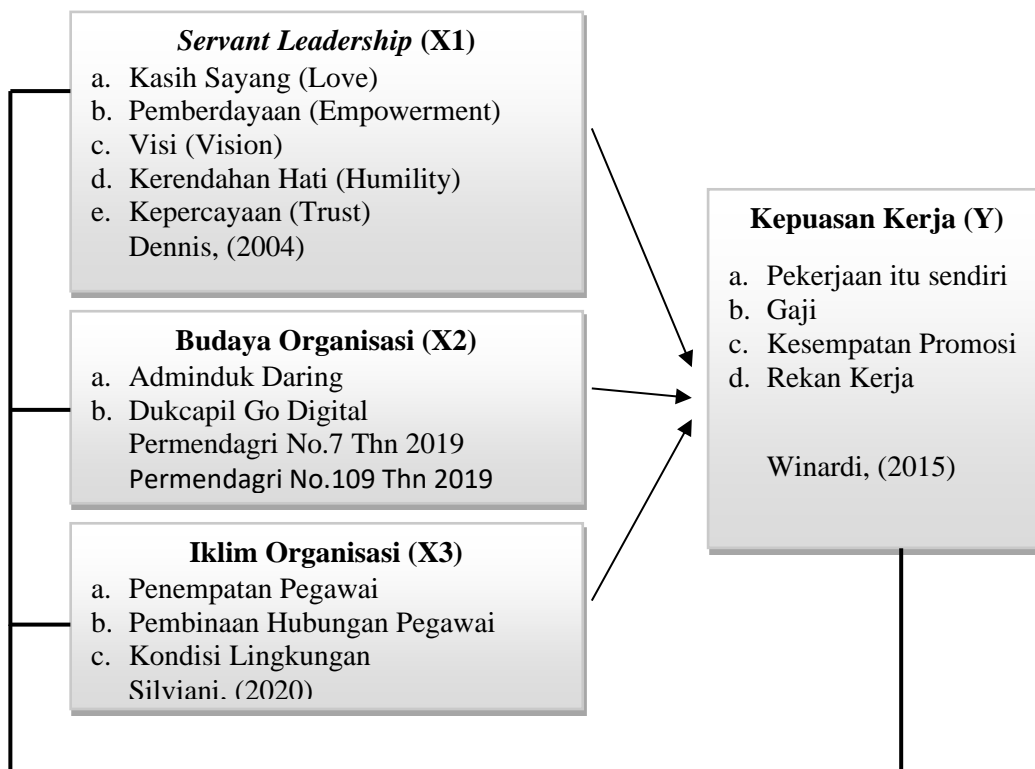 Servant Leadership (X1)
a. Kasih Sayang (Love)
b. Pemberdayaan (Empowerment)
c. Visi (Vision)
d. Kerendahan Hati (Humility)
e. Kepercayaan (Trust)
Dennis, (2004)
Budaya Organisasi (X2)
a. Adminduk Daring
b. Dukcapil Go Digital
Permendagri No.7 Thn 2019
Permendagri No.109 Thn 2019
Iklim Organisasi (X3)
a. Penempatan Pegawai
b. Pembinaan Hubungan Pegawai
c. Kondisi Lingkungan
Silviani, (2020)
Kepuasan Kerja (Y)
a. Pekerjaan itu sendiri
b. Gaji
c. Kesempatan Promosi
d. Rekan Kerja
Winardi, (2015)